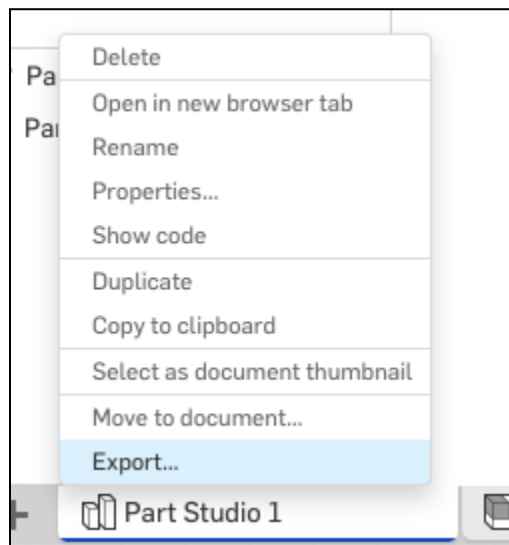 Delete
Pa
Open in new browser tab
Par
Rename
Properties...
Show code
Duplicate
Copy to clipboard
Select as document thumbnail
Move to document...
Export...
Part Studio 1